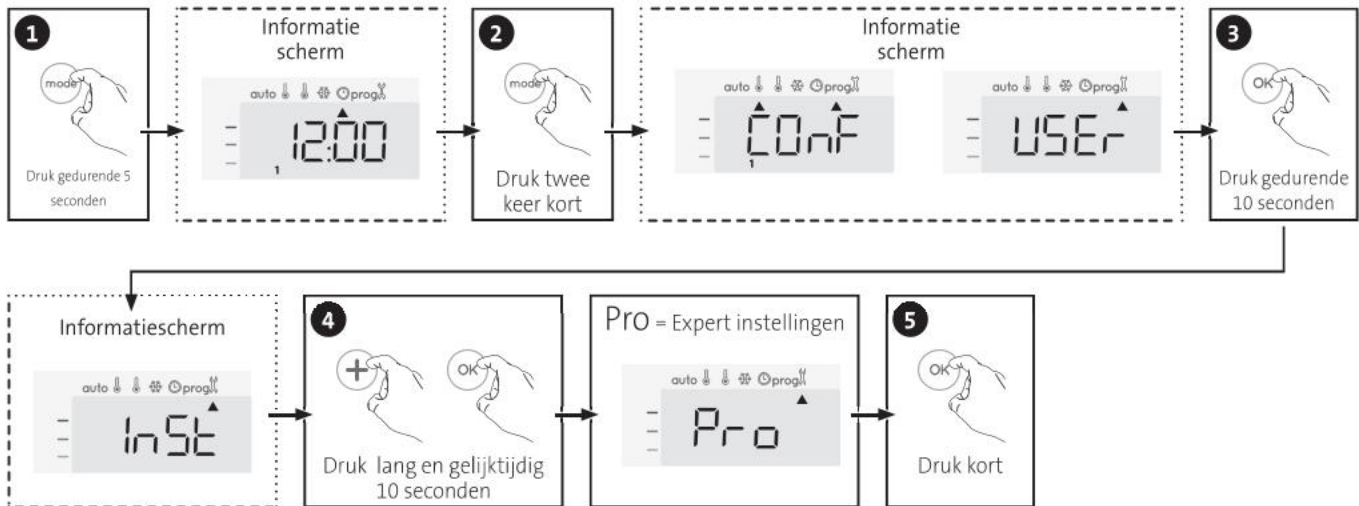 1
mode
Druk gedurende 5
seconden
Informatie
scherm
auto prog
12:00
1
2
mode
Druk twee
keer kort
Informatie
scherm
auto prog
COnF
1
auto prog
USEr
3
OK
Druk gedurende
10 seconden
Informatiescherm
auto prog
InSt
4
+
OK
Druk lang en gelijktijdig
10 seconden
Pro = Expert instellingen
auto prog
Pro
5
OK
Druk kort